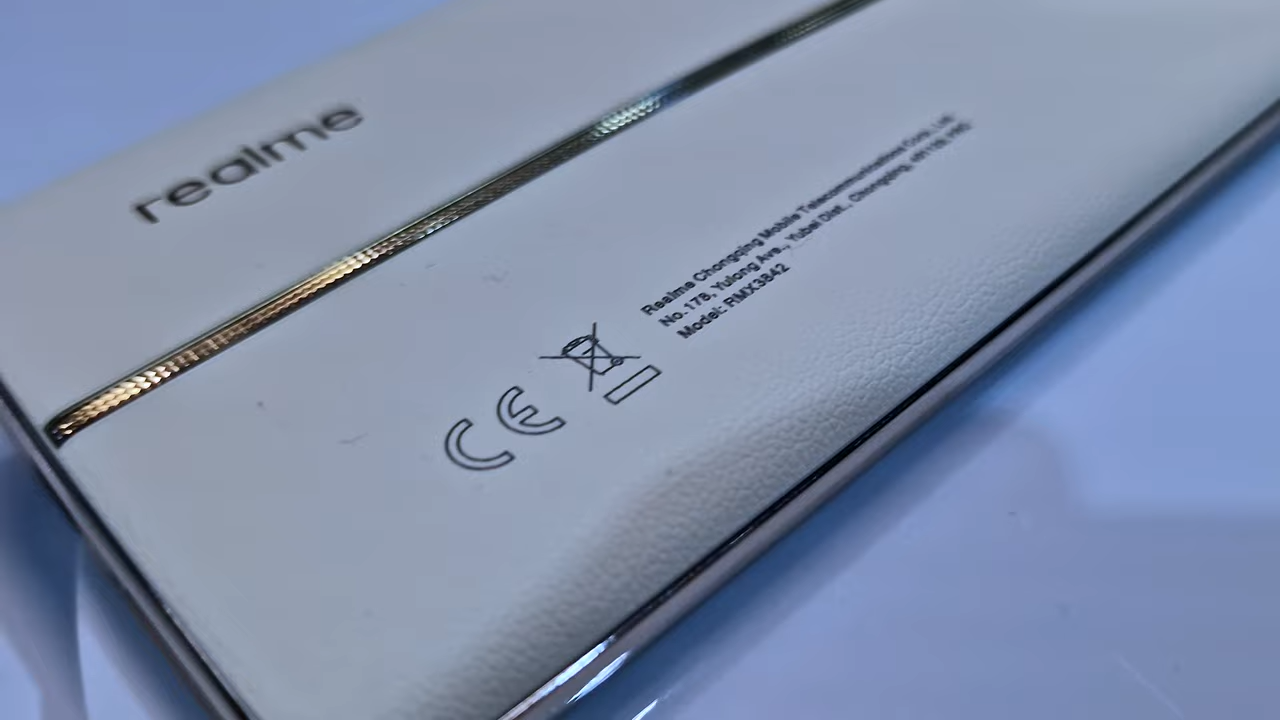 realme
CE
Realme Chongqing Mobile Telecommunications Corp., Ltd.
No. 178, Yulong Ave., Yubei Dist., Chongqing,
Model: RMX3842